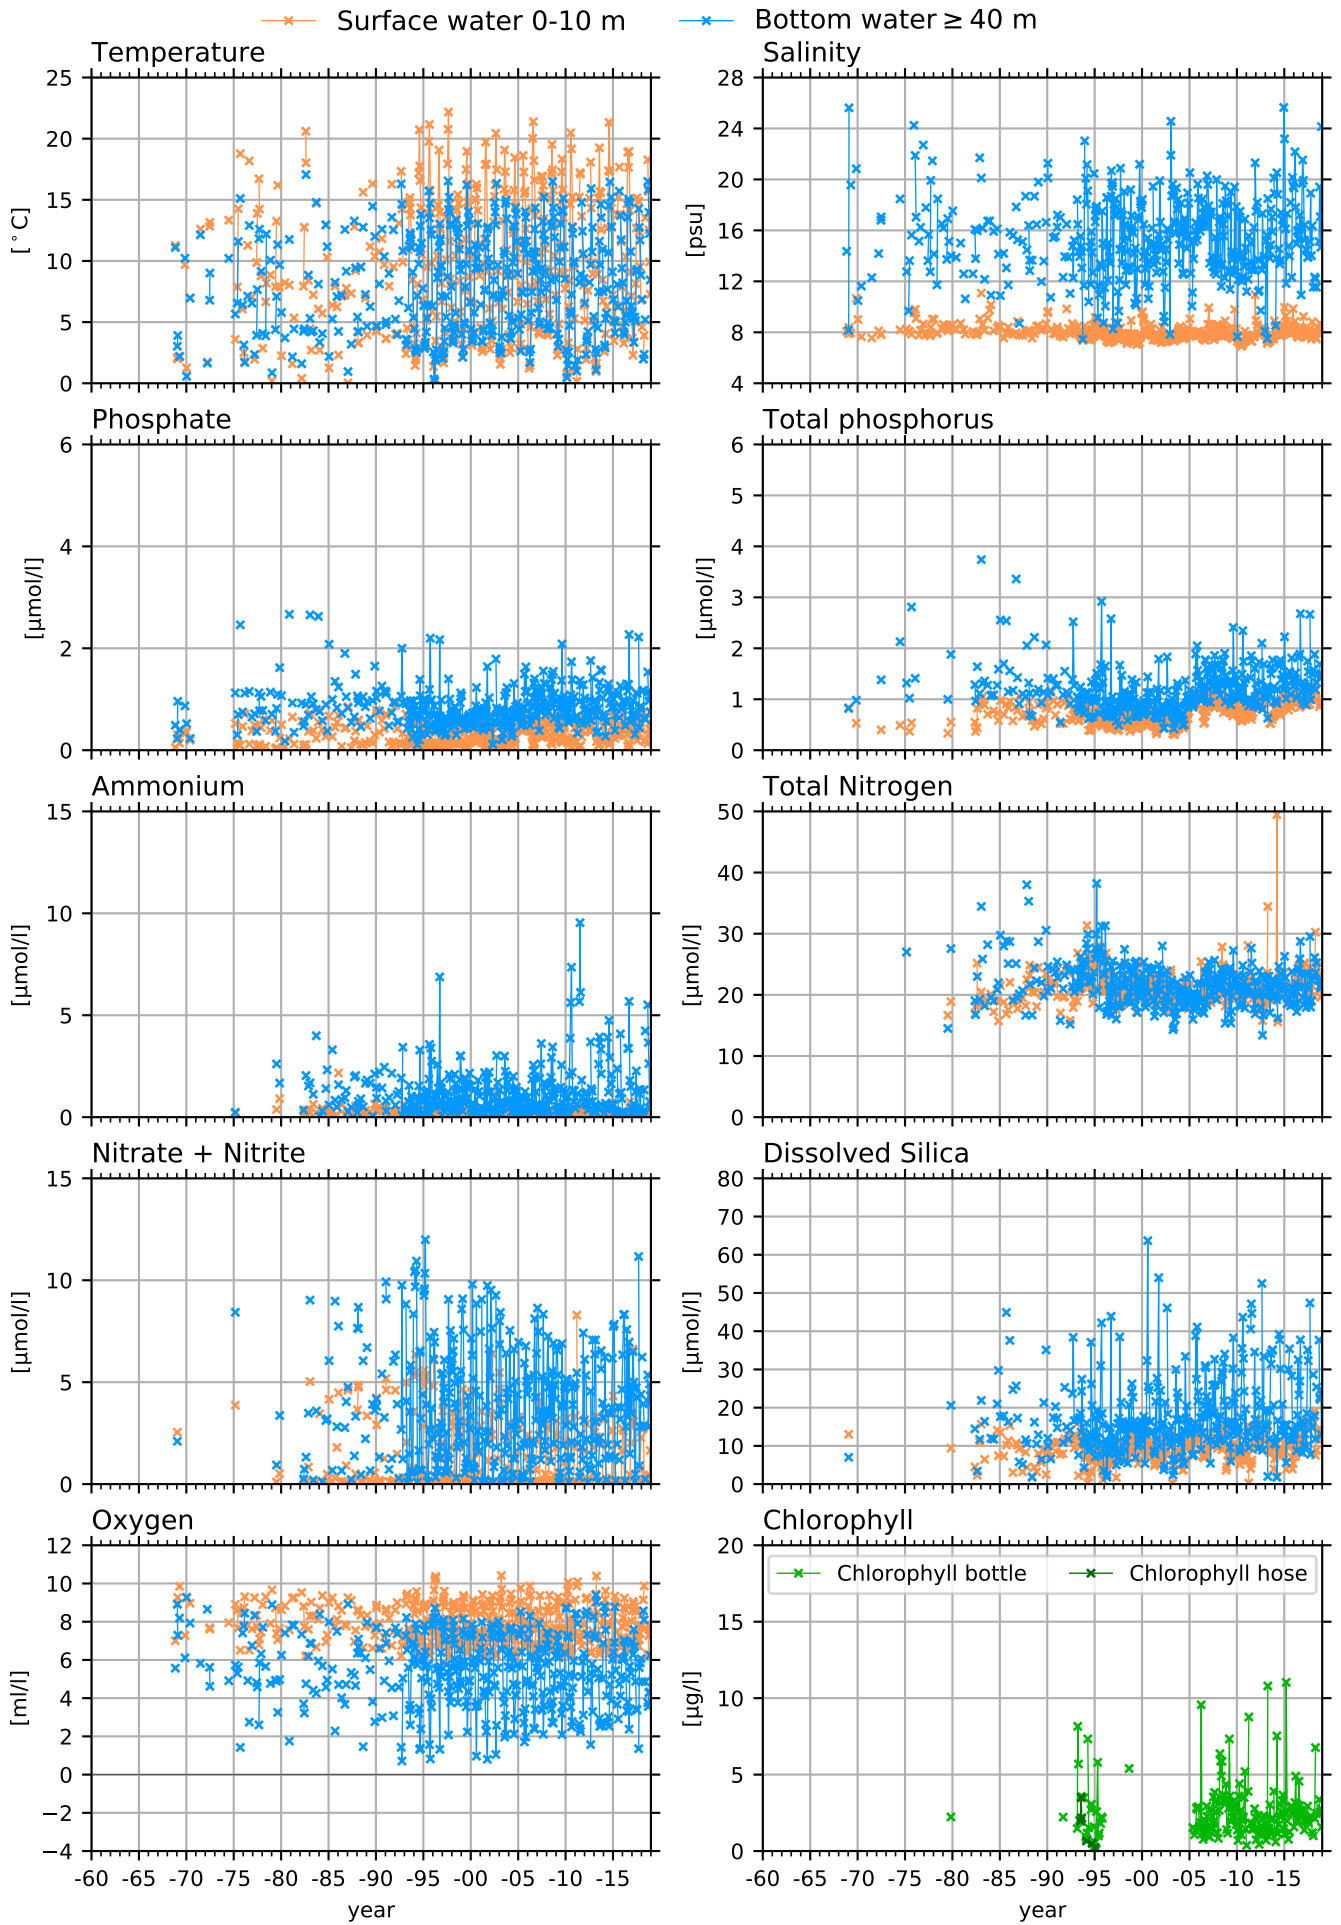 Surface water 0-10 m
Bottom water ≥ 40 m
Temperature
Salinity
25
20
15
10
5
0
[°C]
28
24
20
16
12
8
4
[psu]
Phosphate
Total phosphorus
6
4
2
0
[µmol/l]
6
5
4
3
2
1
0
[µmol/l]
Ammonium
Total Nitrogen
15
10
5
0
[µmol/l]
50
40
30
20
10
0
[µmol/l]
Nitrate + Nitrite
Dissolved Silica
15
10
5
0
[µmol/l]
80
70
60
50
40
30
20
10
0
[µmol/l]
Oxygen
Chlorophyll
12
10
8
6
4
2
0
−2
−4
[ml/l]
20
15
10
5
0
[µg/l]
Chlorophyll bottle
Chlorophyll hose
-60 -65 -70 -75 -80 -85 -90 -95 -00 -05 -10 -15
-60 -65 -70 -75 -80 -85 -90 -95 -00 -05 -10 -15
year
year